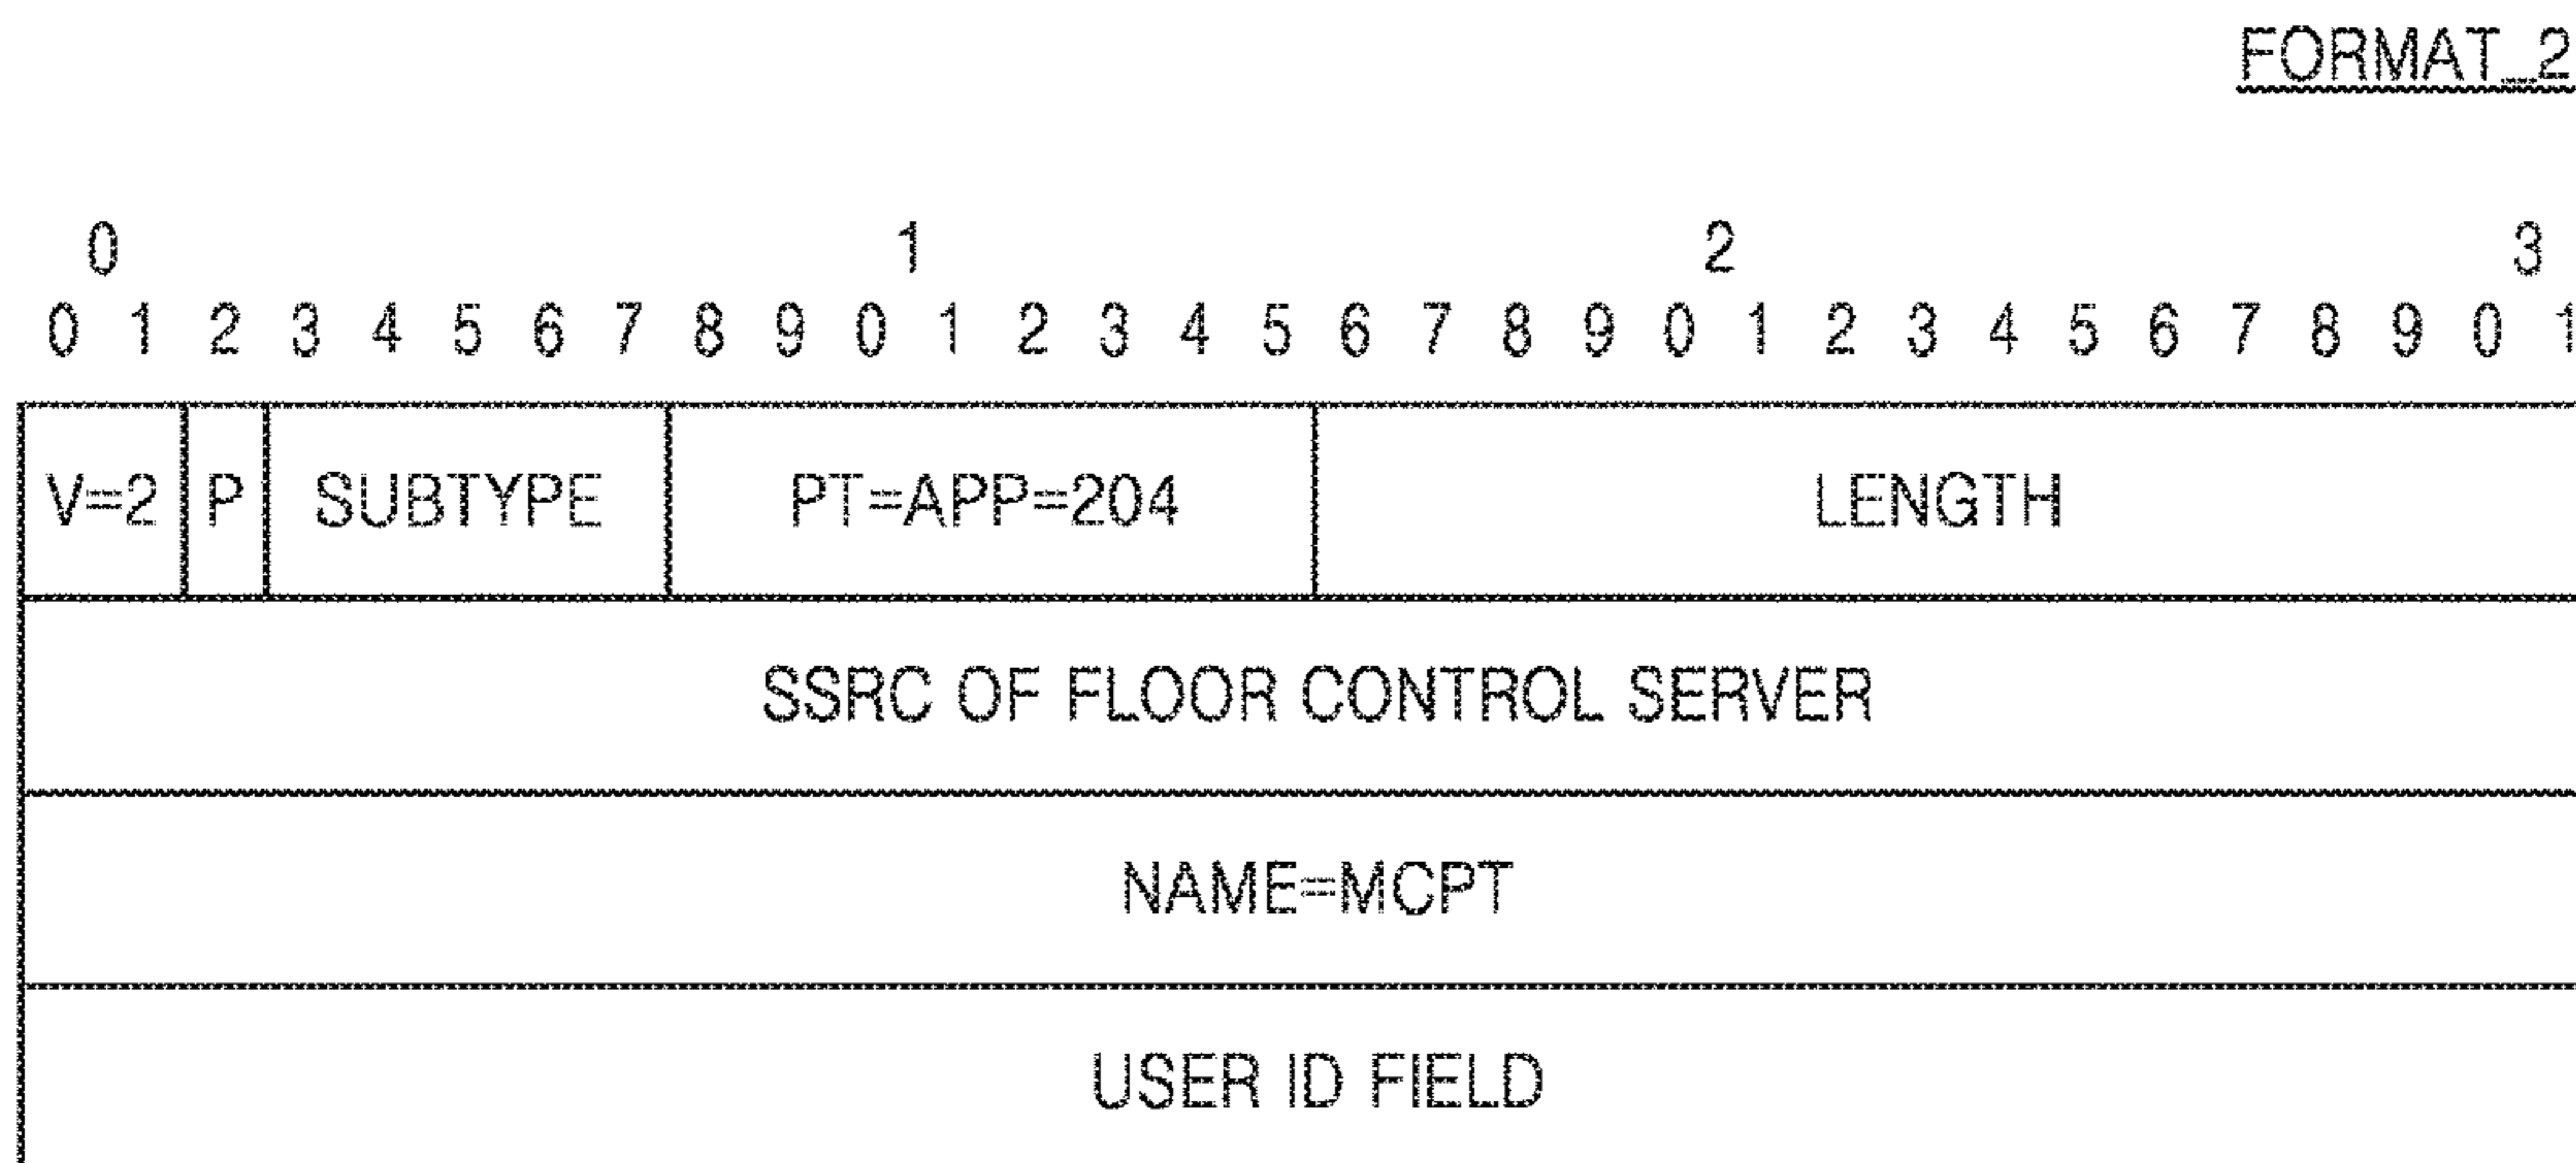 FORMAT_2
0 1 2 3
0 1 2 3 4 5 6 7 8 9 0 1 2 3 4 5 6 7 8 9 0 1 2 3 4 5 6 7 8 9 0 1
V=2 P SUBTYPE PT=APP=204 LENGTH
SSRC OF FLOOR CONTROL SERVER
NAME=MCPT
USER ID FIELD